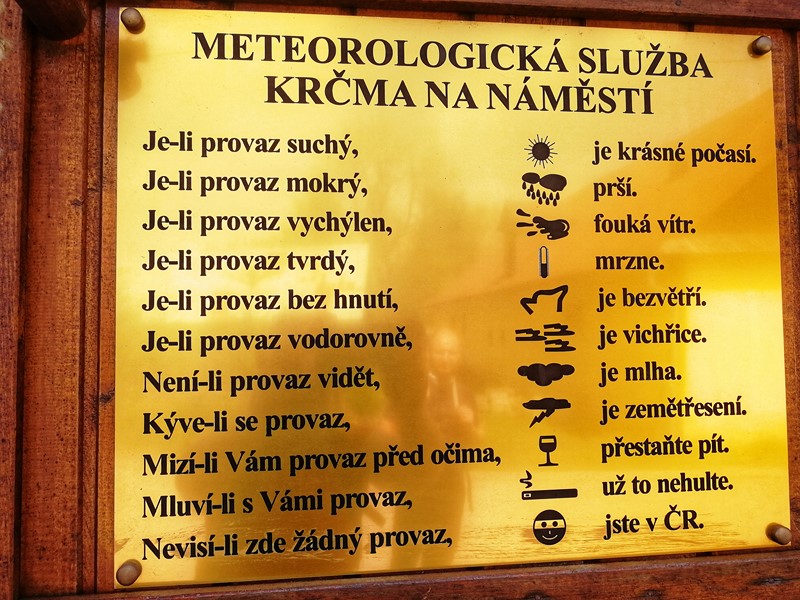 METEOROLOGICKÁ SLUŽBA
KRČMA NA NÁMĚSTÍ
Je-li provaz suchý, je krásné počasí.
Je-li provaz mokrý, prší.
Je-li provaz vychýlen, fouká vítr.
Je-li provaz tvrdý, mrzne.
Je-li provaz bez hnutí, je bezvětří.
Je-li provaz vodorovně, je vichřice.
Není-li provaz vidět, je mlha.
Kýve-li se provaz, je zemětřesení.
Mizí-li Vám provaz před očima, přestaňte pít.
Mluví-li s Vámi provaz, už to nehulte.
Nevisí-li zde žádný provaz, jste v ČR.